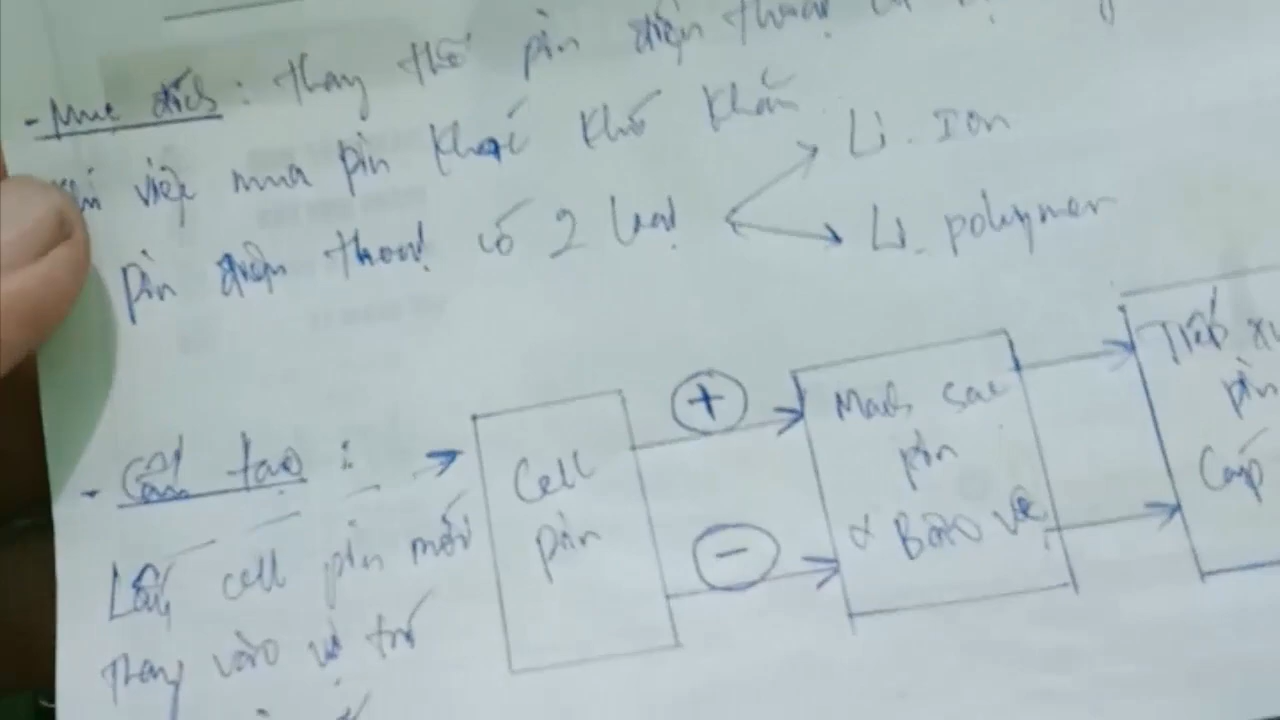 - Mục đích : Thay thế pin điện thoại
khi việc mua pin khác khó khăn
pin điện thoại có 2 loại
Li. Ion
Li. polymer
- Cấu tạo :
Lấy cell pin mới
Thay vào vị trí
Cell
pin
+
-
Mạch sạc
pin
& Bảo vệ
Tiếp
pin
Cáp